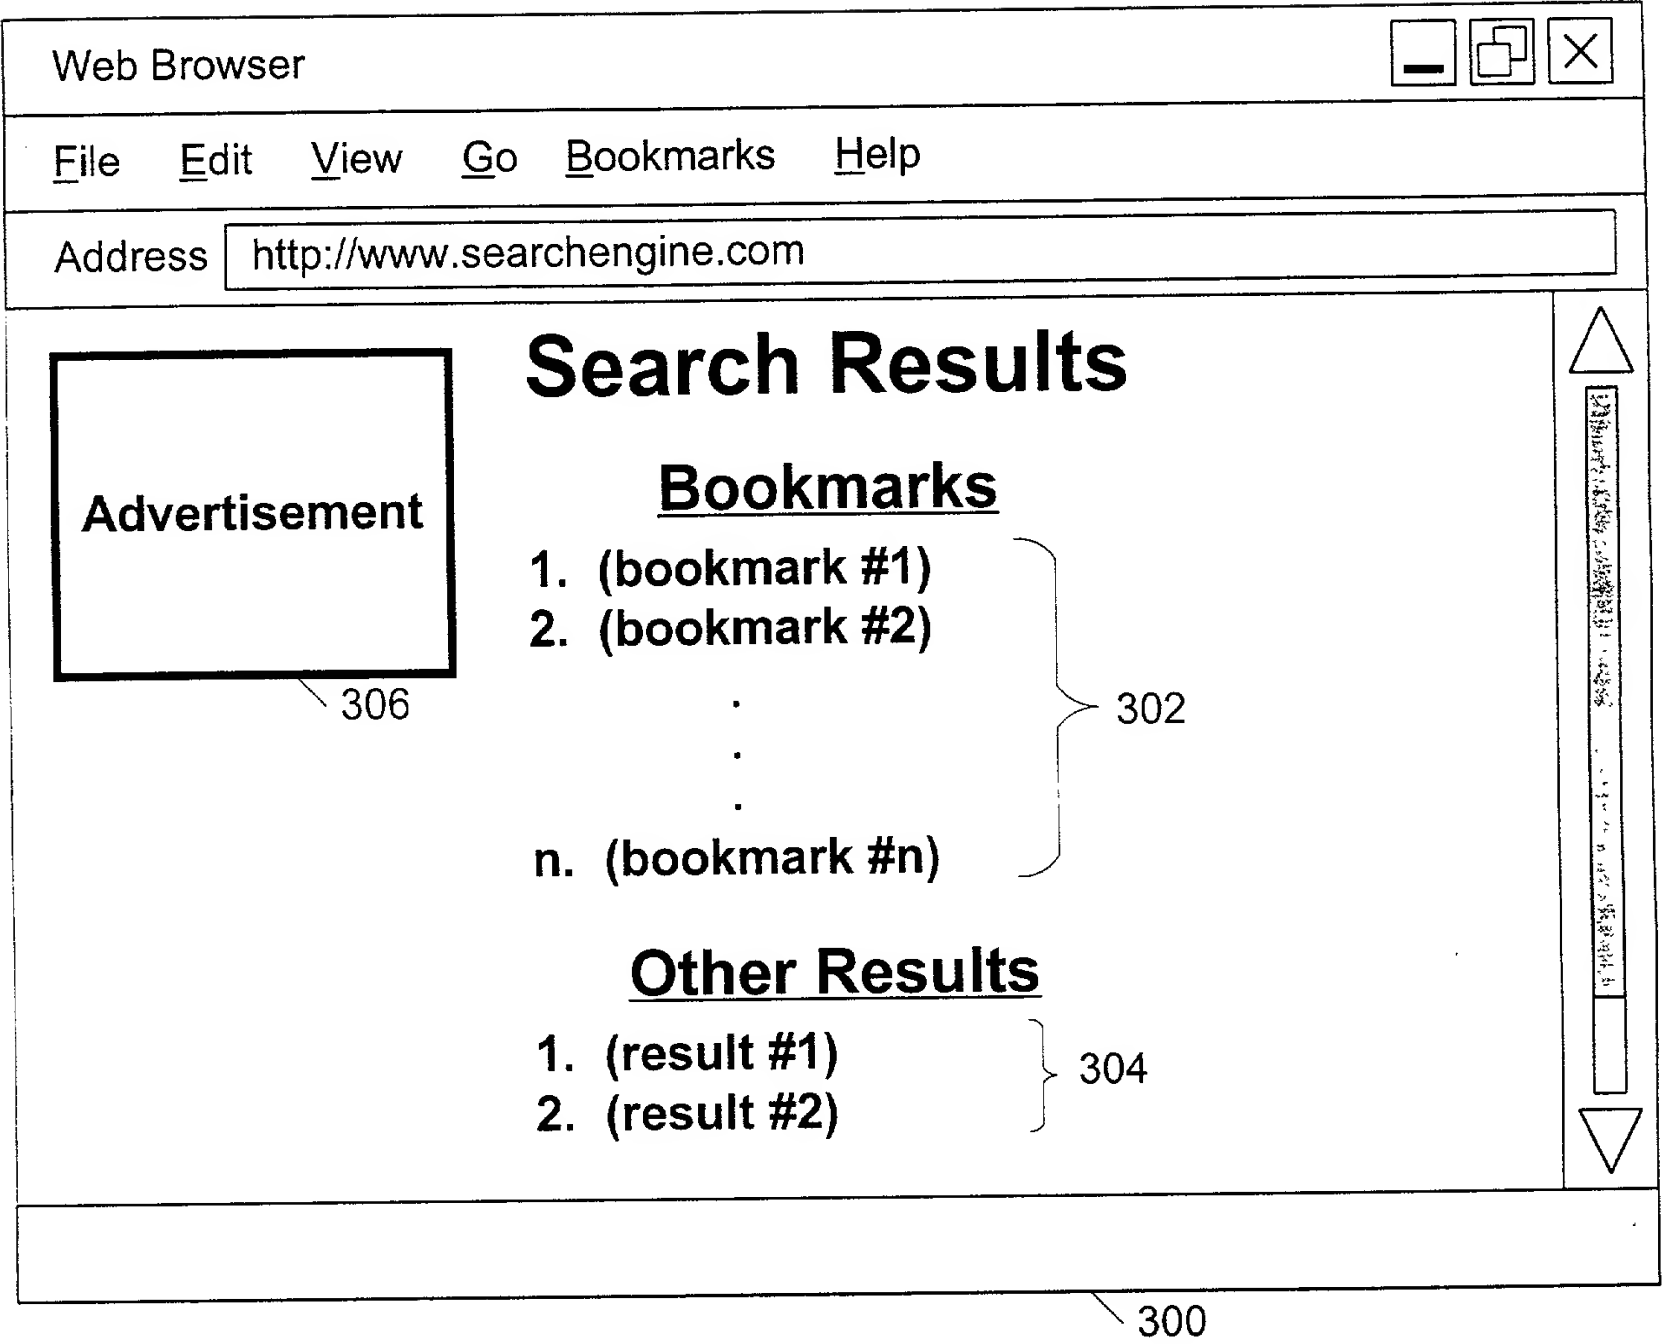 Web Browser
File Edit View Go Bookmarks Help
Address http://www.searchengine.com
Search Results
Advertisement
306
Bookmarks
1. (bookmark #1)
2. (bookmark #2)
.
.
.
n. (bookmark #n)
302
Other Results
1. (result #1)
2. (result #2)
304
300